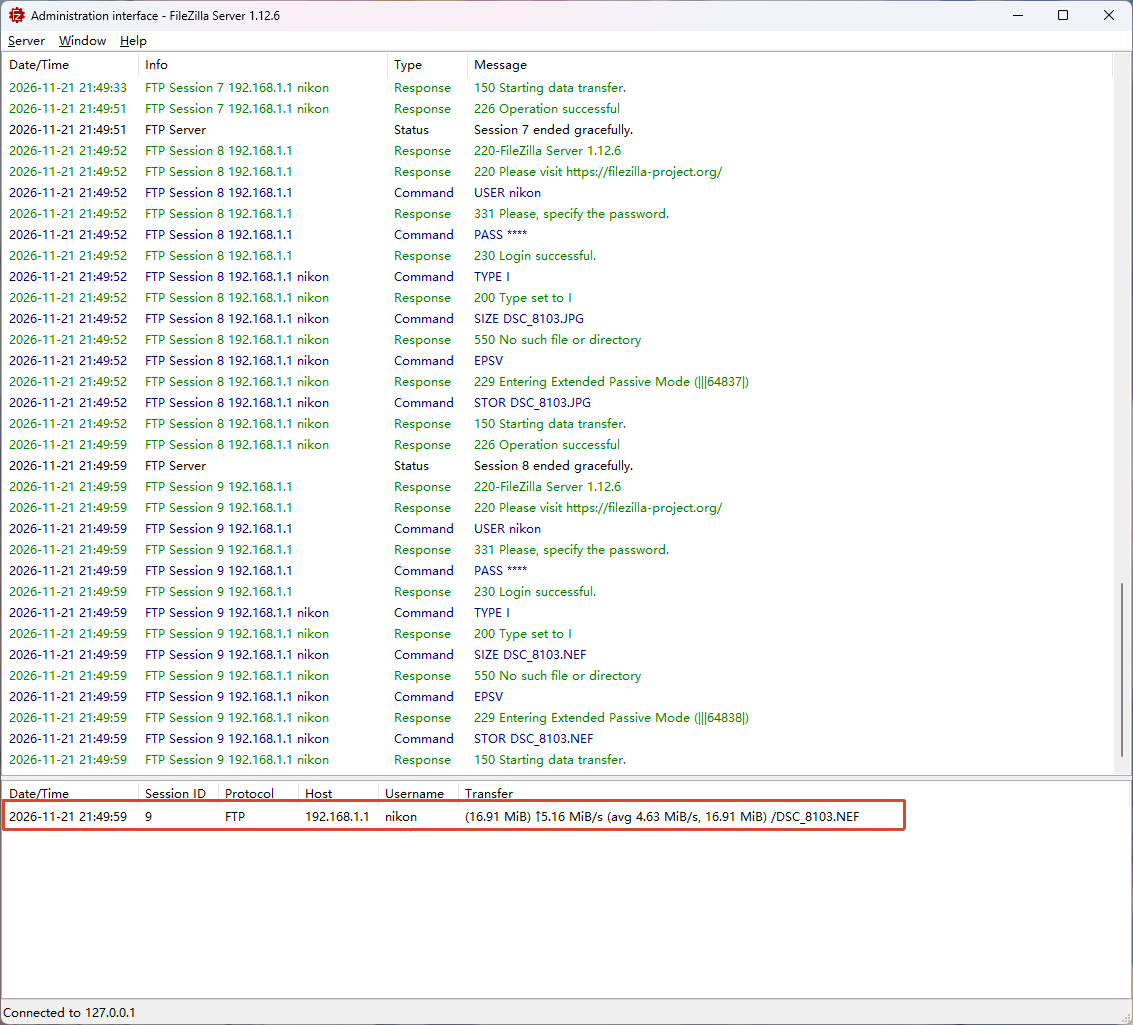 Administration interface - FileZilla Server 1.12.6
Server Window Help
Date/Time Info Type Message
2026-11-21 21:49:33 FTP Session 7 192.168.1.1 nikon Response 150 Starting data transfer.
2026-11-21 21:49:51 FTP Session 7 192.168.1.1 nikon Response 226 Operation successful
2026-11-21 21:49:51 FTP Server Status Session 7 ended gracefully.
2026-11-21 21:49:52 FTP Session 8 192.168.1.1 Response 220-FileZilla Server 1.12.6
2026-11-21 21:49:52 FTP Session 8 192.168.1.1 Response 220 Please visit https://filezilla-project.org/
2026-11-21 21:49:52 FTP Session 8 192.168.1.1 Command USER nikon
2026-11-21 21:49:52 FTP Session 8 192.168.1.1 Response 331 Please, specify the password.
2026-11-21 21:49:52 FTP Session 8 192.168.1.1 Command PASS ****
2026-11-21 21:49:52 FTP Session 8 192.168.1.1 Response 230 Login successful.
2026-11-21 21:49:52 FTP Session 8 192.168.1.1 nikon Command TYPE I
2026-11-21 21:49:52 FTP Session 8 192.168.1.1 nikon Response 200 Type set to I
2026-11-21 21:49:52 FTP Session 8 192.168.1.1 nikon Command SIZE DSC_8103.JPG
2026-11-21 21:49:52 FTP Session 8 192.168.1.1 nikon Response 550 No such file or directory
2026-11-21 21:49:52 FTP Session 8 192.168.1.1 nikon Command EPSV
2026-11-21 21:49:52 FTP Session 8 192.168.1.1 nikon Response 229 Entering Extended Passive Mode (|||64837|)
2026-11-21 21:49:52 FTP Session 8 192.168.1.1 nikon Command STOR DSC_8103.JPG
2026-11-21 21:49:52 FTP Session 8 192.168.1.1 nikon Response 150 Starting data transfer.
2026-11-21 21:49:59 FTP Session 8 192.168.1.1 nikon Response 226 Operation successful
2026-11-21 21:49:59 FTP Server Status Session 8 ended gracefully.
2026-11-21 21:49:59 FTP Session 9 192.168.1.1 Response 220-FileZilla Server 1.12.6
2026-11-21 21:49:59 FTP Session 9 192.168.1.1 Response 220 Please visit https://filezilla-project.org/
2026-11-21 21:49:59 FTP Session 9 192.168.1.1 Command USER nikon
2026-11-21 21:49:59 FTP Session 9 192.168.1.1 Response 331 Please, specify the password.
2026-11-21 21:49:59 FTP Session 9 192.168.1.1 Command PASS ****
2026-11-21 21:49:59 FTP Session 9 192.168.1.1 Response 230 Login successful.
2026-11-21 21:49:59 FTP Session 9 192.168.1.1 nikon Command TYPE I
2026-11-21 21:49:59 FTP Session 9 192.168.1.1 nikon Response 200 Type set to I
2026-11-21 21:49:59 FTP Session 9 192.168.1.1 nikon Command SIZE DSC_8103.NEF
2026-11-21 21:49:59 FTP Session 9 192.168.1.1 nikon Response 550 No such file or directory
2026-11-21 21:49:59 FTP Session 9 192.168.1.1 nikon Command EPSV
2026-11-21 21:49:59 FTP Session 9 192.168.1.1 nikon Response 229 Entering Extended Passive Mode (|||64838|)
2026-11-21 21:49:59 FTP Session 9 192.168.1.1 nikon Command STOR DSC_8103.NEF
2026-11-21 21:49:59 FTP Session 9 192.168.1.1 nikon Response 150 Starting data transfer.
Date/Time Session ID Protocol Host Username Transfer
2026-11-21 21:49:59 9 FTP 192.168.1.1 nikon (16.91 MiB) ↑5.16 MiB/s (avg 4.63 MiB/s, 16.91 MiB) /DSC_8103.NEF
Connected to 127.0.0.1